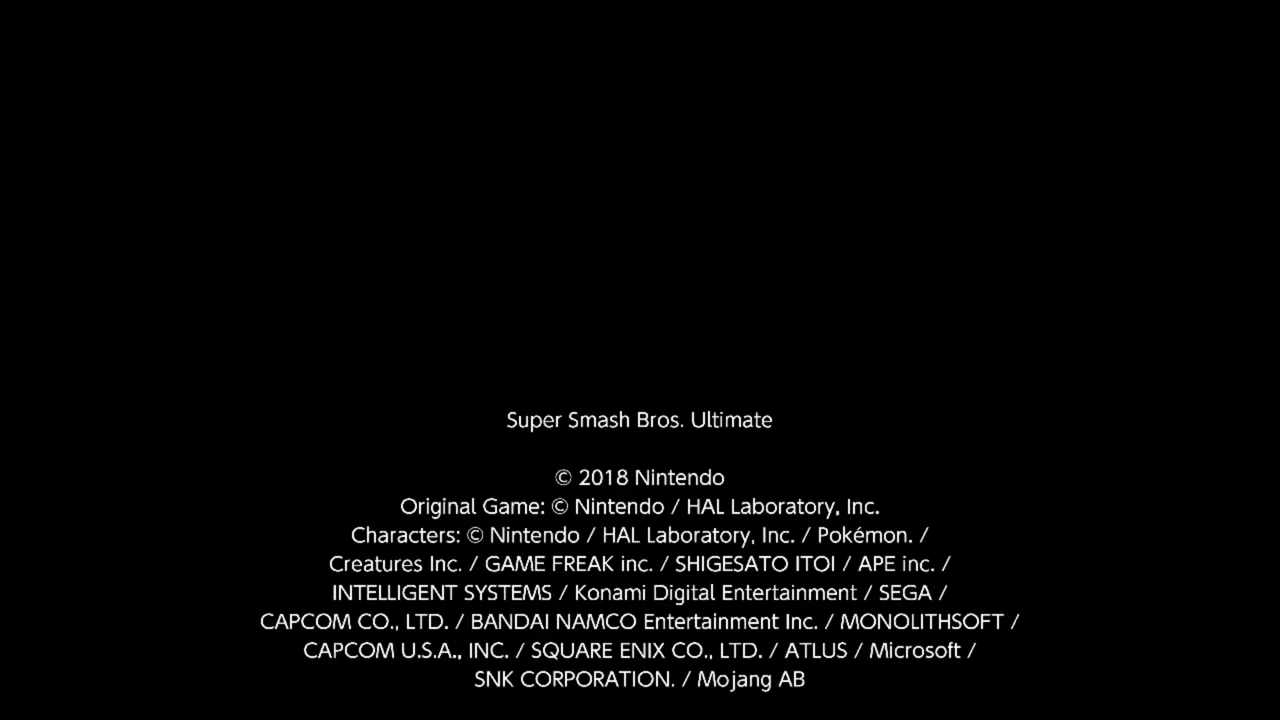 Super Smash Bros. Ultimate
© 2018 Nintendo
Original Game: © Nintendo / HAL Laboratory, Inc.
Characters: © Nintendo / HAL Laboratory, Inc. / Pokémon. /
Creatures Inc. / GAME FREAK inc. / SHIGESATO ITOI / APE inc. /
INTELLIGENT SYSTEMS / Konami Digital Entertainment / SEGA /
CAPCOM CO., LTD. / BANDAI NAMCO Entertainment Inc. / MONOLITHSOFT /
CAPCOM U.S.A., INC. / SQUARE ENIX CO., LTD. / ATLUS / Microsoft /
SNK CORPORATION. / Mojang AB